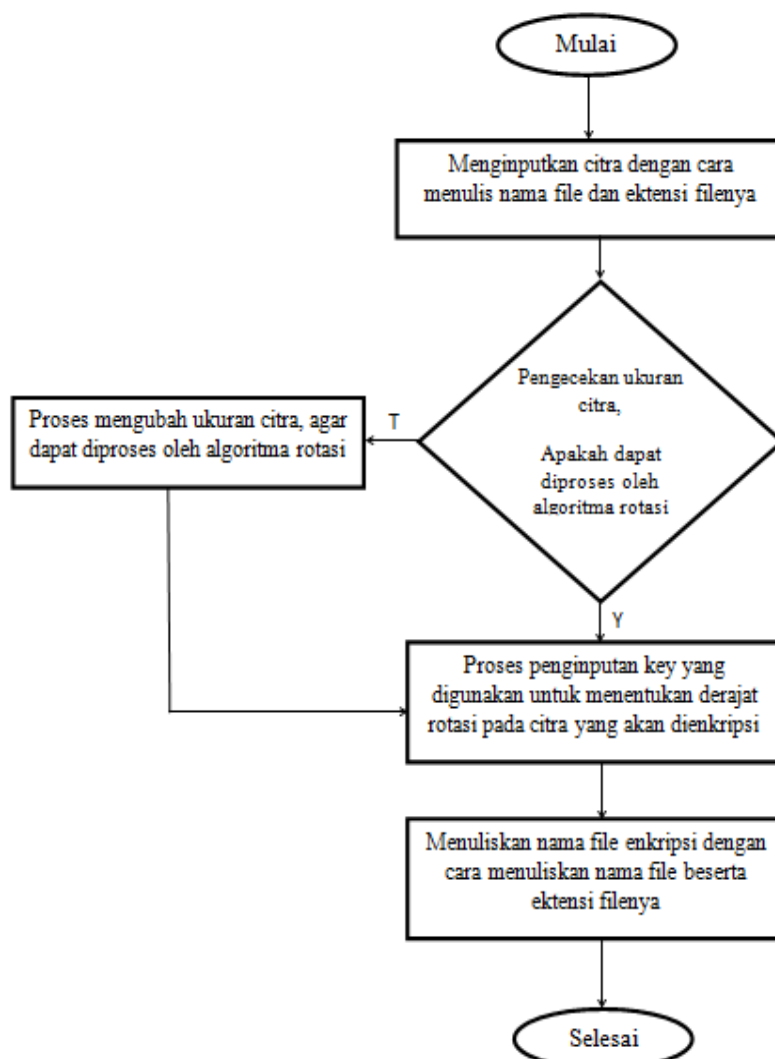 Mulai
Menginputkan citra dengan cara
menulis nama file dan ektensi filenya
Pengecekan ukuran
citra,
Apakah dapat
diproses oleh
algoritma rotasi
T
Proses mengubah ukuran citra, agar
dapat diproses oleh algoritma rotasi
Y
Proses penginputan key yang
digunakan untuk menentukan derajat
rotasi pada citra yang akan dienkripsi
Menuliskan nama file enkripsi dengan
cara menuliskan nama file beserta
ektensi filenya
Selesai